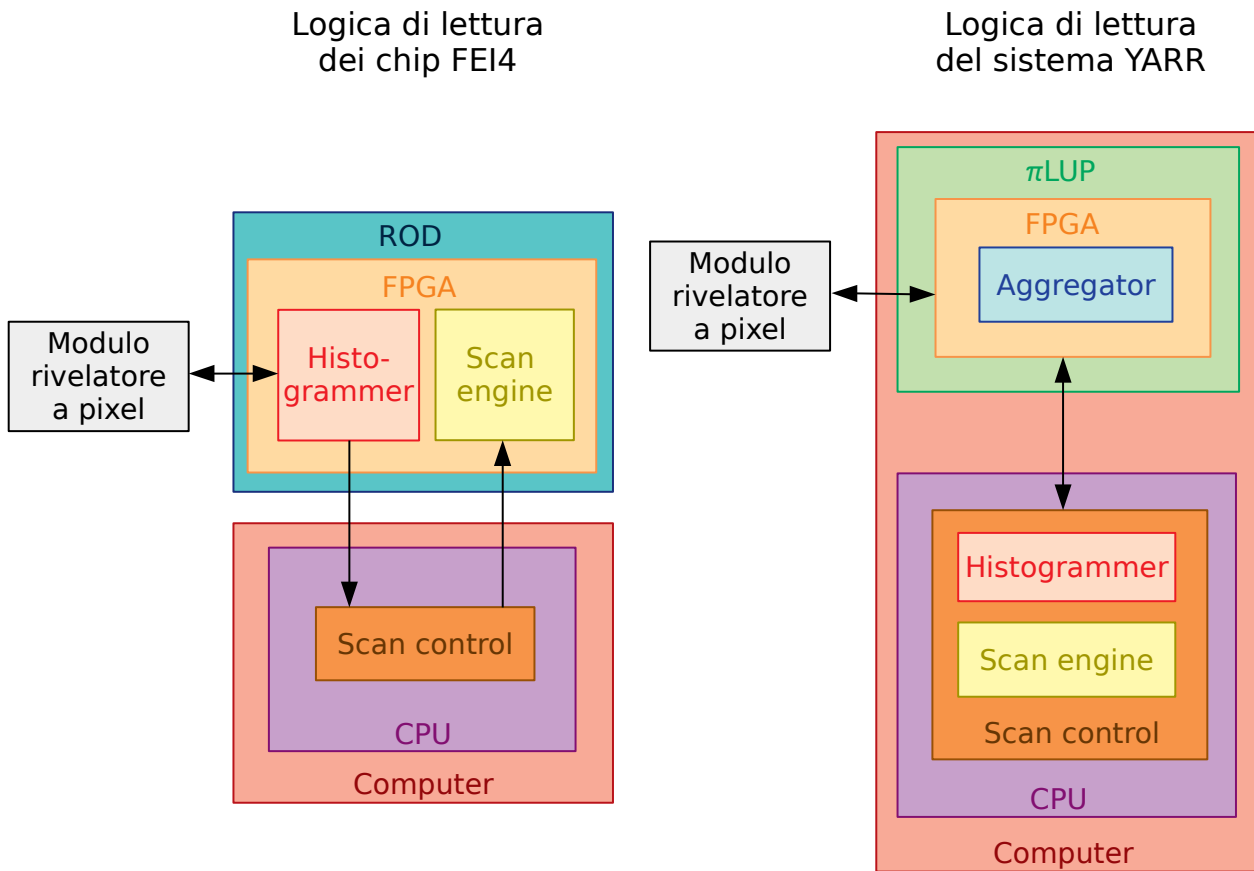 Logica di lettura
dei chip FEI4
ROD
FPGA
Modulo
rivelatore
a pixel
Histo-
grammer
Scan
engine
Scan control
CPU
Computer
Logica di lettura
del sistema YARR
πLUP
FPGA
Aggregator
Modulo
rivelatore
a pixel
Histogrammer
Scan engine
Scan control
CPU
Computer